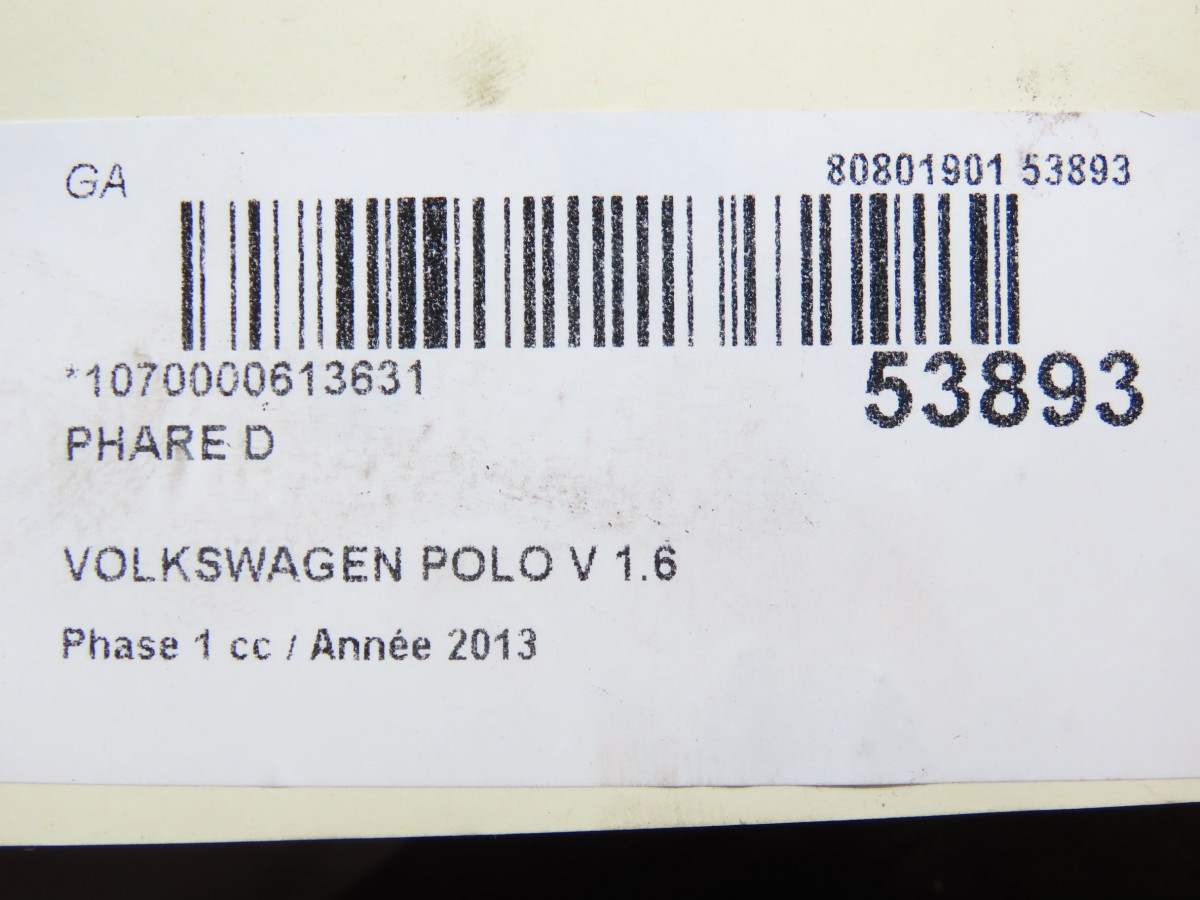 GA
80801901 53893
*1070000613631
53893
PHARE D
VOLKSWAGEN POLO V 1.6
Phase 1 cc / Année 2013